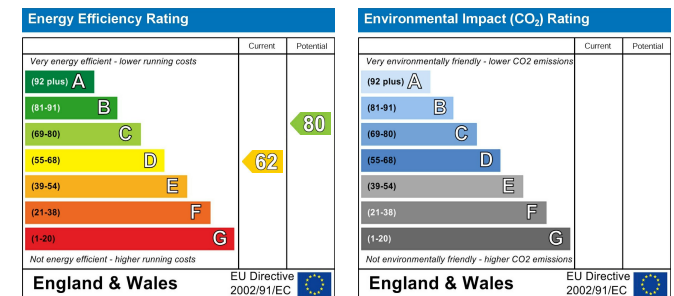 Energy Efficiency Rating
Current Potential
Very energy efficient - lower running costs
(92 plus) A
(81-91) B
(69-80) C
80
(55-68) D
62
(39-54) E
(21-38) F
(1-20) G
Not energy efficient - higher running costs
England & Wales
EU Directive
2002/91/EC
Environmental Impact (CO2) Rating
Current Potential
Very environmentally friendly - lower CO2 emissions
(92 plus) A
(81-91) B
(69-80) C
(55-68) D
(39-54) E
(21-38) F
(1-20) G
Not environmentally friendly - higher CO2 emissions
England & Wales
EU Directive
2002/91/EC